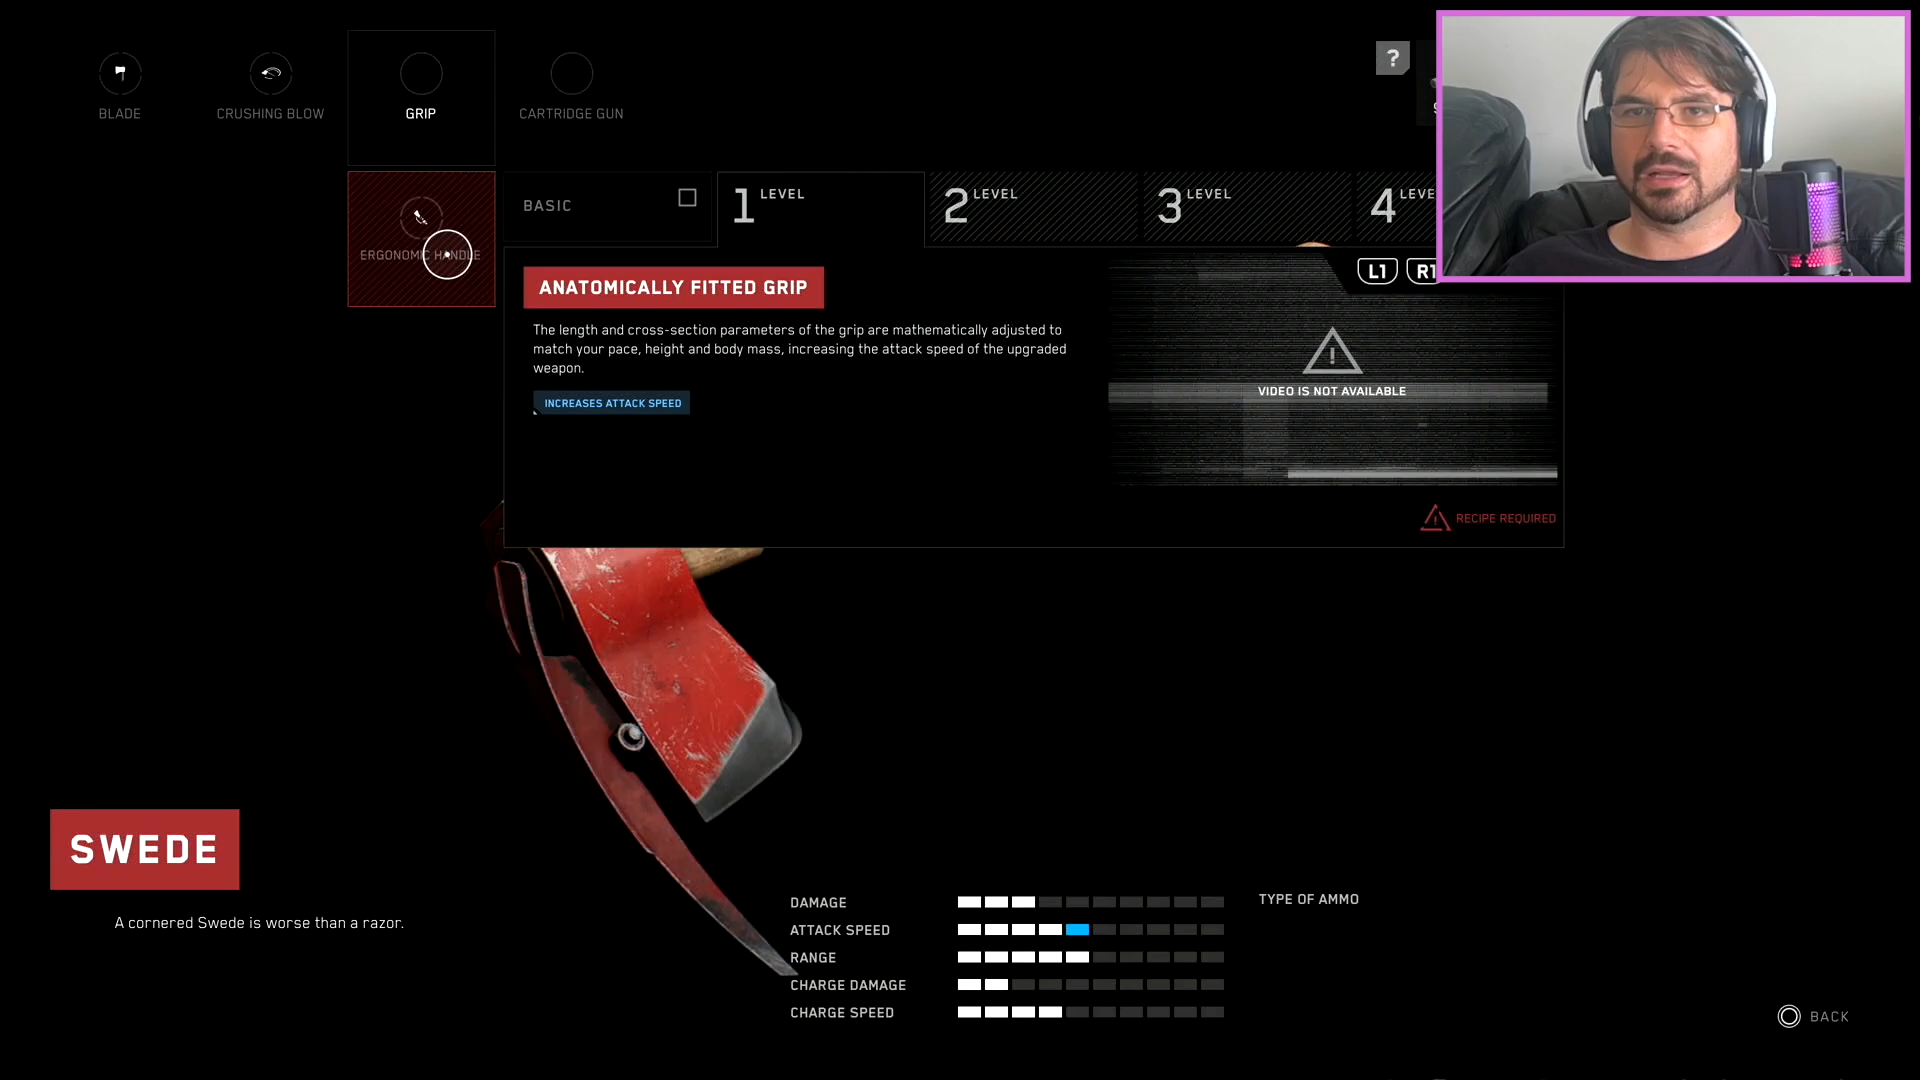 BLADE
CRUSHING BLOW
GRIP
CARTRIDGE GUN
?
ERGONOMIC HANDLE
BASIC
1 LEVEL
2 LEVEL
3 LEVEL
4 LEVE
L1 R1
ANATOMICALLY FITTED GRIP
The length and cross-section parameters of the grip are mathematically adjusted to
match your pace, height and body mass, increasing the attack speed of the upgraded
weapon.
INCREASES ATTACK SPEED
VIDEO IS NOT AVAILABLE
RECIPE REQUIRED
SWEDE
A cornered Swede is worse than a razor.
DAMAGE
ATTACK SPEED
RANGE
CHARGE DAMAGE
CHARGE SPEED
TYPE OF AMMO
BACK